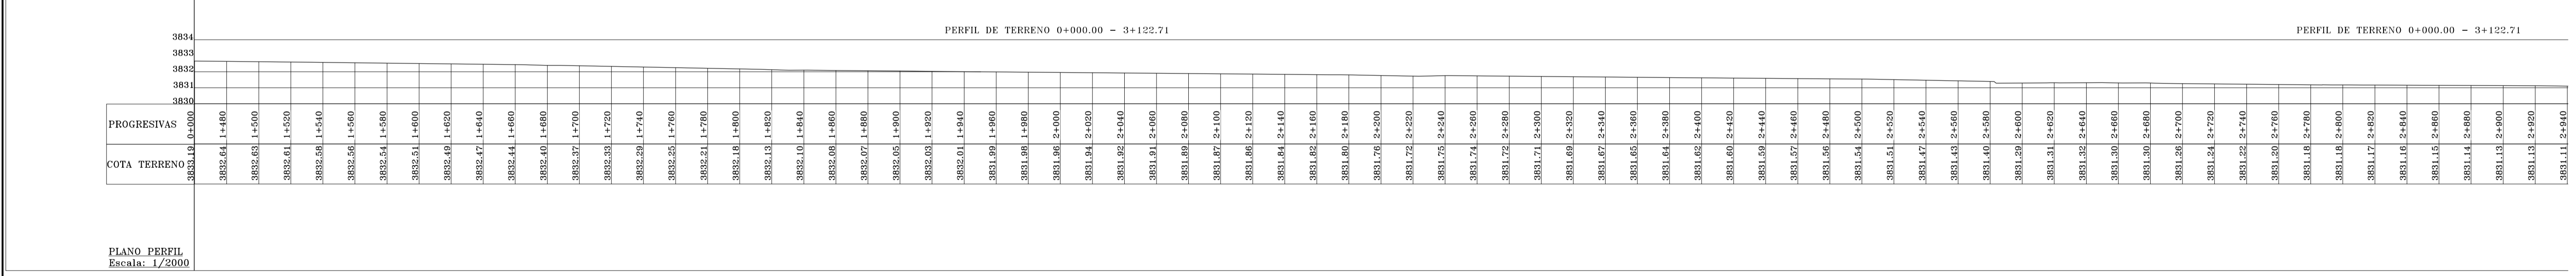 PERFIL DE TERRENO 0+000.00 - 3+122.71 PERFIL DE TERRENO 0+000.00 - 3+122.71
3834
3833
3832
3831
3830
PROGRESIVAS 0+000 1+480 1+500 1+520 1+540 1+560 1+580 1+600 1+620 1+640 1+660 1+680 1+700 1+720 1+740 1+760 1+780 1+800 1+820 1+840 1+860 1+880 1+900 1+920 1+940 1+960 1+980 2+000 2+020 2+040 2+060 2+080 2+100 2+120 2+140 2+160 2+180 2+200 2+220 2+240 2+260 2+280 2+300 2+320 2+340 2+360 2+380 2+400 2+420 2+440 2+460 2+480 2+500 2+520 2+540 2+560 2+580 2+600 2+620 2+640 2+660 2+680 2+700 2+720 2+740 2+760 2+780 2+800 2+820 2+840 2+860 2+880 2+900 2+920 2+940
COTA TERRENO 3833.19 3832.64 3832.63 3832.61 3832.58 3832.56 3832.54 3832.51 3832.49 3832.47 3832.44 3832.40 3832.37 3832.33 3832.29 3832.25 3832.21 3832.18 3832.13 3832.10 3832.08 3832.07 3832.05 3832.03 3832.01 3831.99 3831.98 3831.96 3831.94 3831.92 3831.91 3831.89 3831.87 3831.86 3831.84 3831.82 3831.80 3831.76 3831.72 3831.75 3831.74 3831.72 3831.71 3831.69 3831.67 3831.65 3831.64 3831.62 3831.60 3831.59 3831.57 3831.56 3831.54 3831.51 3831.47 3831.43 3831.40 3831.29 3831.31 3831.32 3831.30 3831.30 3831.26 3831.24 3831.22 3831.20 3831.18 3831.18 3831.17 3831.16 3831.15 3831.14 3831.13 3831.13 3831.11
PLANO PERFIL
Escala: 1/2000